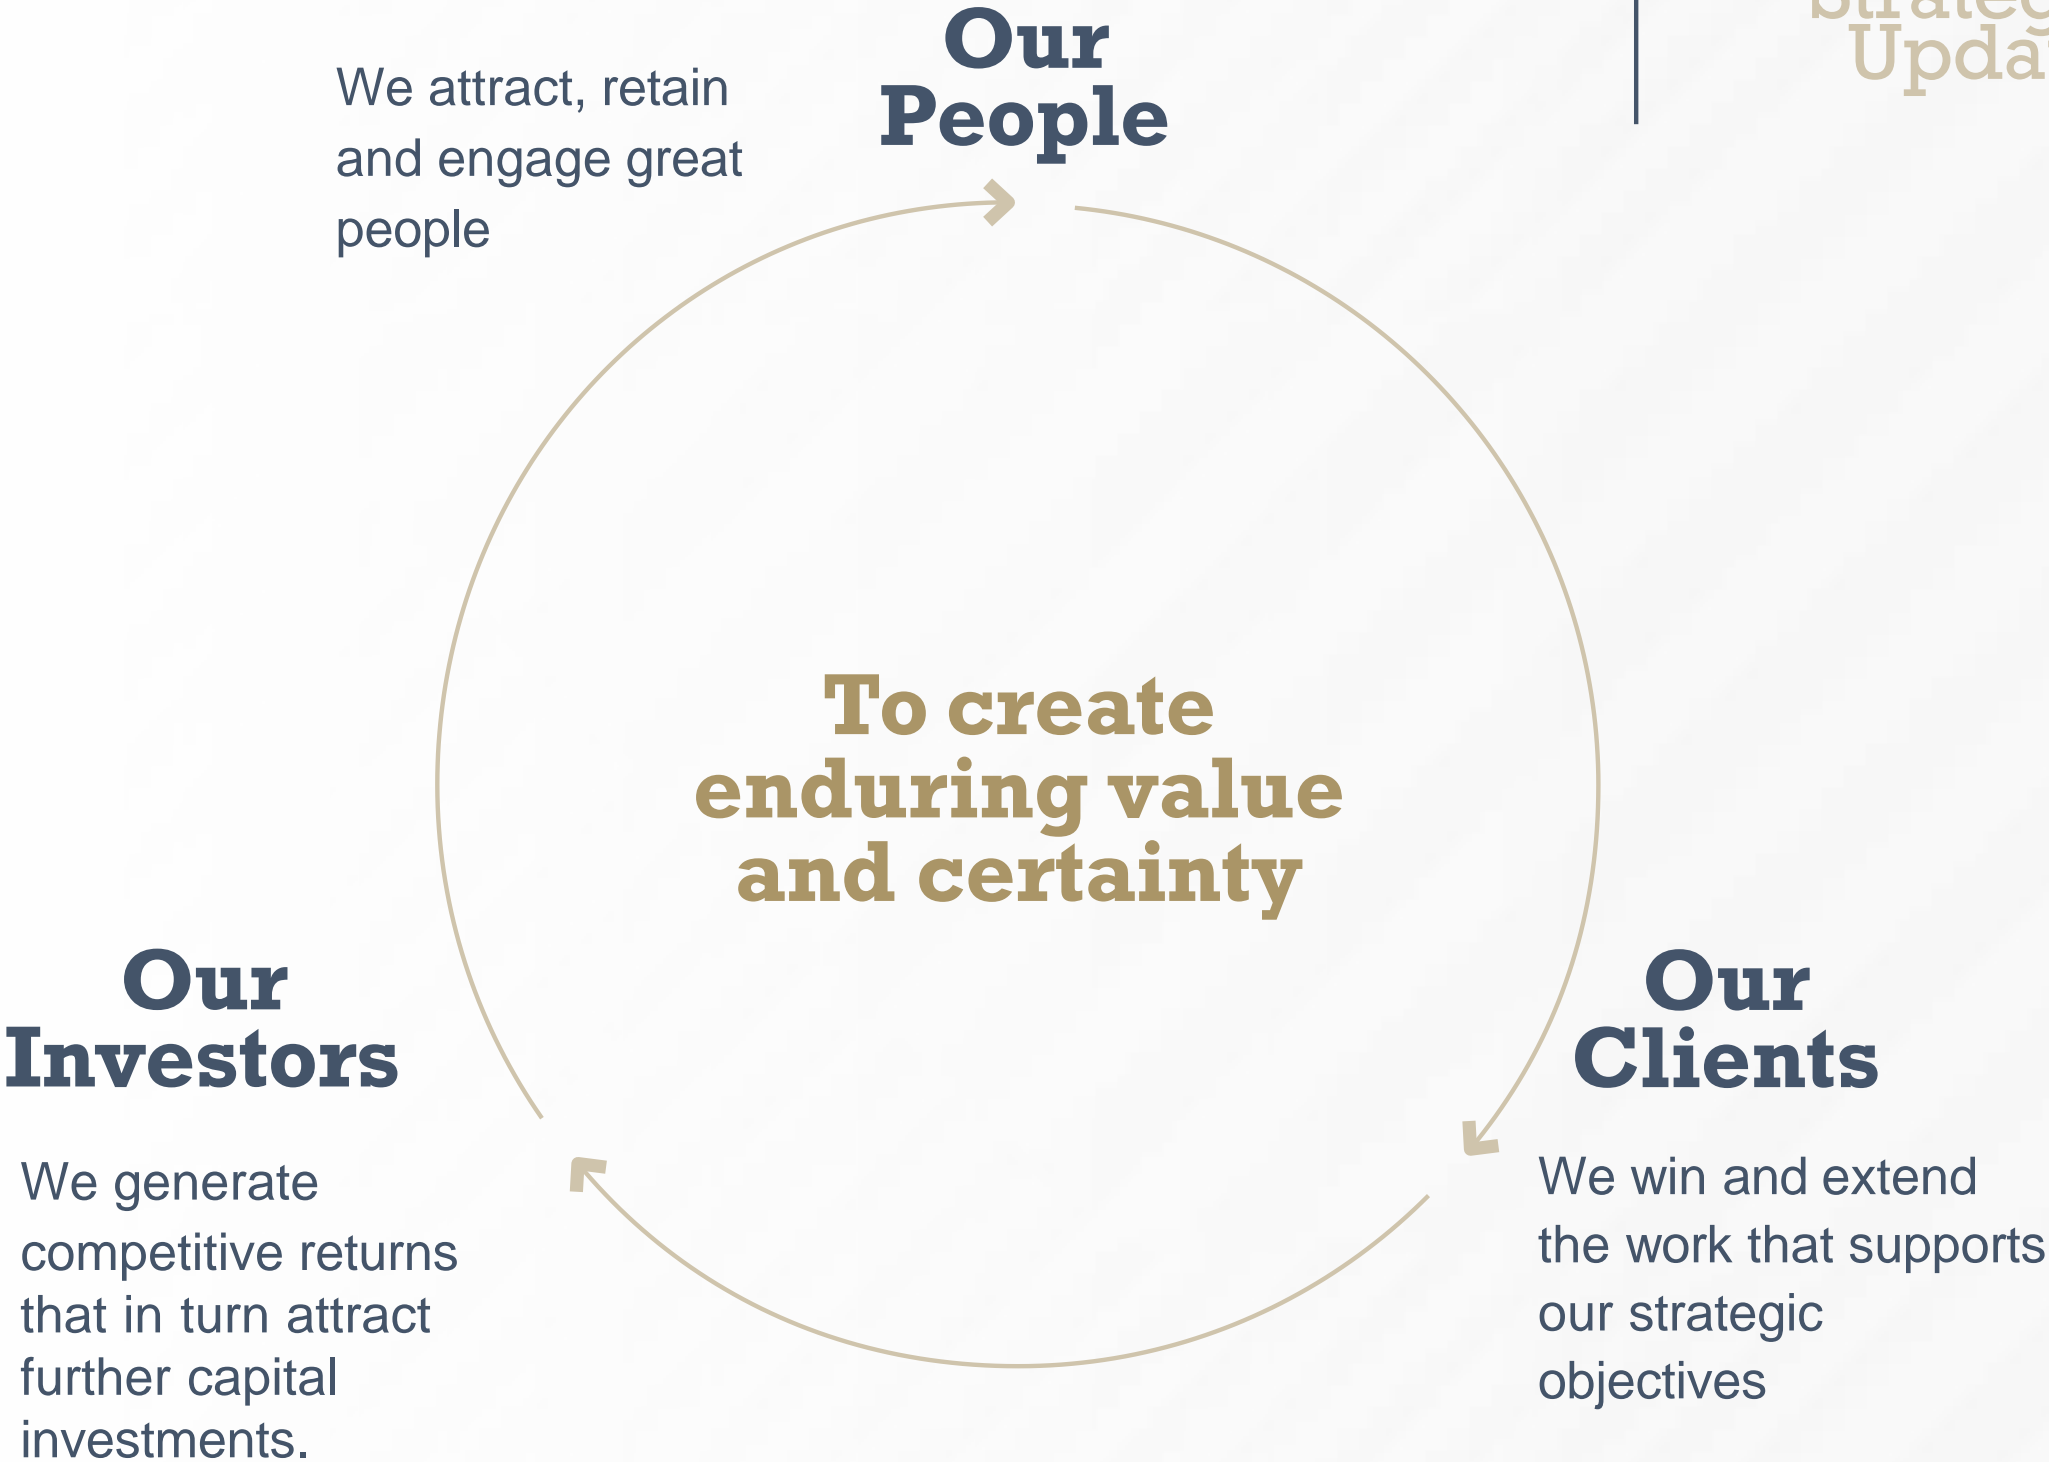 Our
People
We attract, retain
and engage great
people
To create
enduring value
and certainty
Our
Investors
We generate
competitive returns
that in turn attract
further capital
investments.
Our
Clients
We win and extend
the work that supports
our strategic
objectives